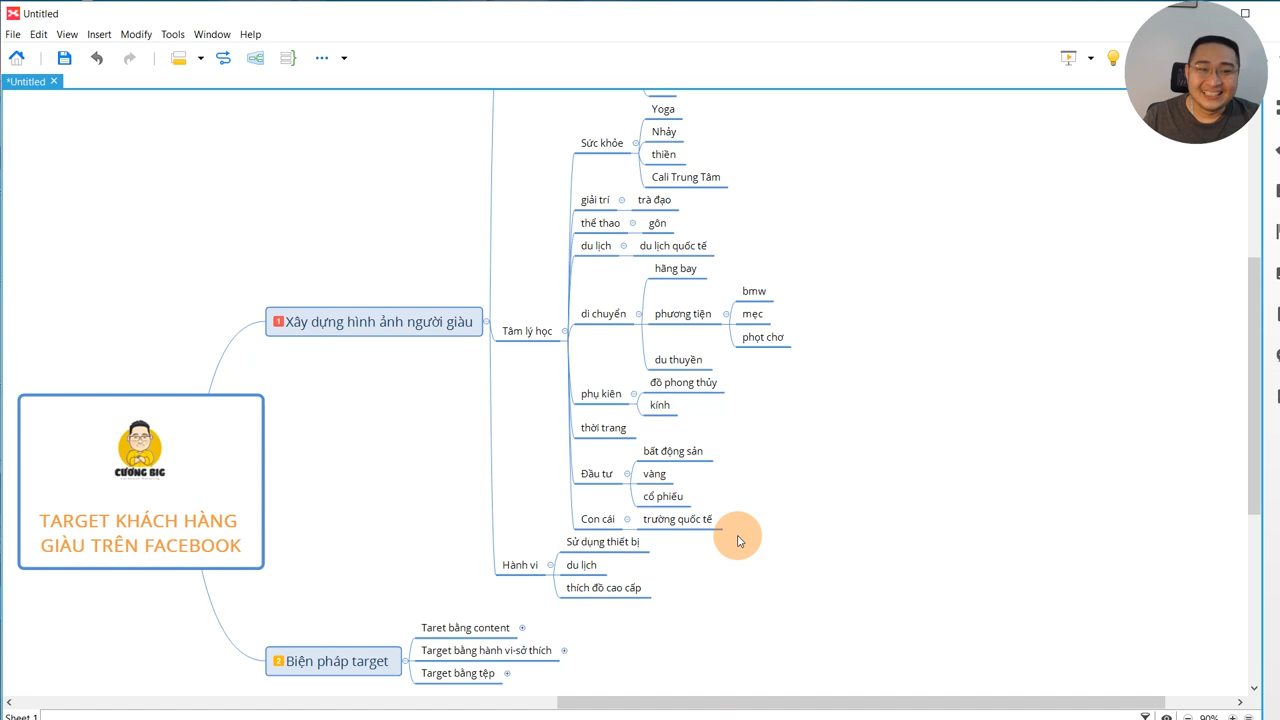 Untitled
File Edit View Insert Modify Tools Window Help
*Untitled
Yoga
Sức khỏe
Nhảy
thiền
Cali Trung Tâm
giải trí
trà đạo
thể thao
gôn
du lịch
du lịch quốc tế
hãng bay
bmw
di chuyển
phương tiện
mẹc
phọt chơ
du thuyền
1 Xây dựng hình ảnh người giàu
Tâm lý học
đồ phong thủy
phụ kiên
kính
thời trang
bất động sản
Đầu tư
vàng
cổ phiếu
Con cái
trường quốc tế
Sử dụng thiết bị
Hành vi
du lịch
thích đồ cao cấp
CƯƠNG BIG
TARGET KHÁCH HÀNG
GIÀU TRÊN FACEBOOK
Taret bằng content
2 Biện pháp target
Target bằng hành vi-sở thích
Target bằng tệp
Sheet 1
90%